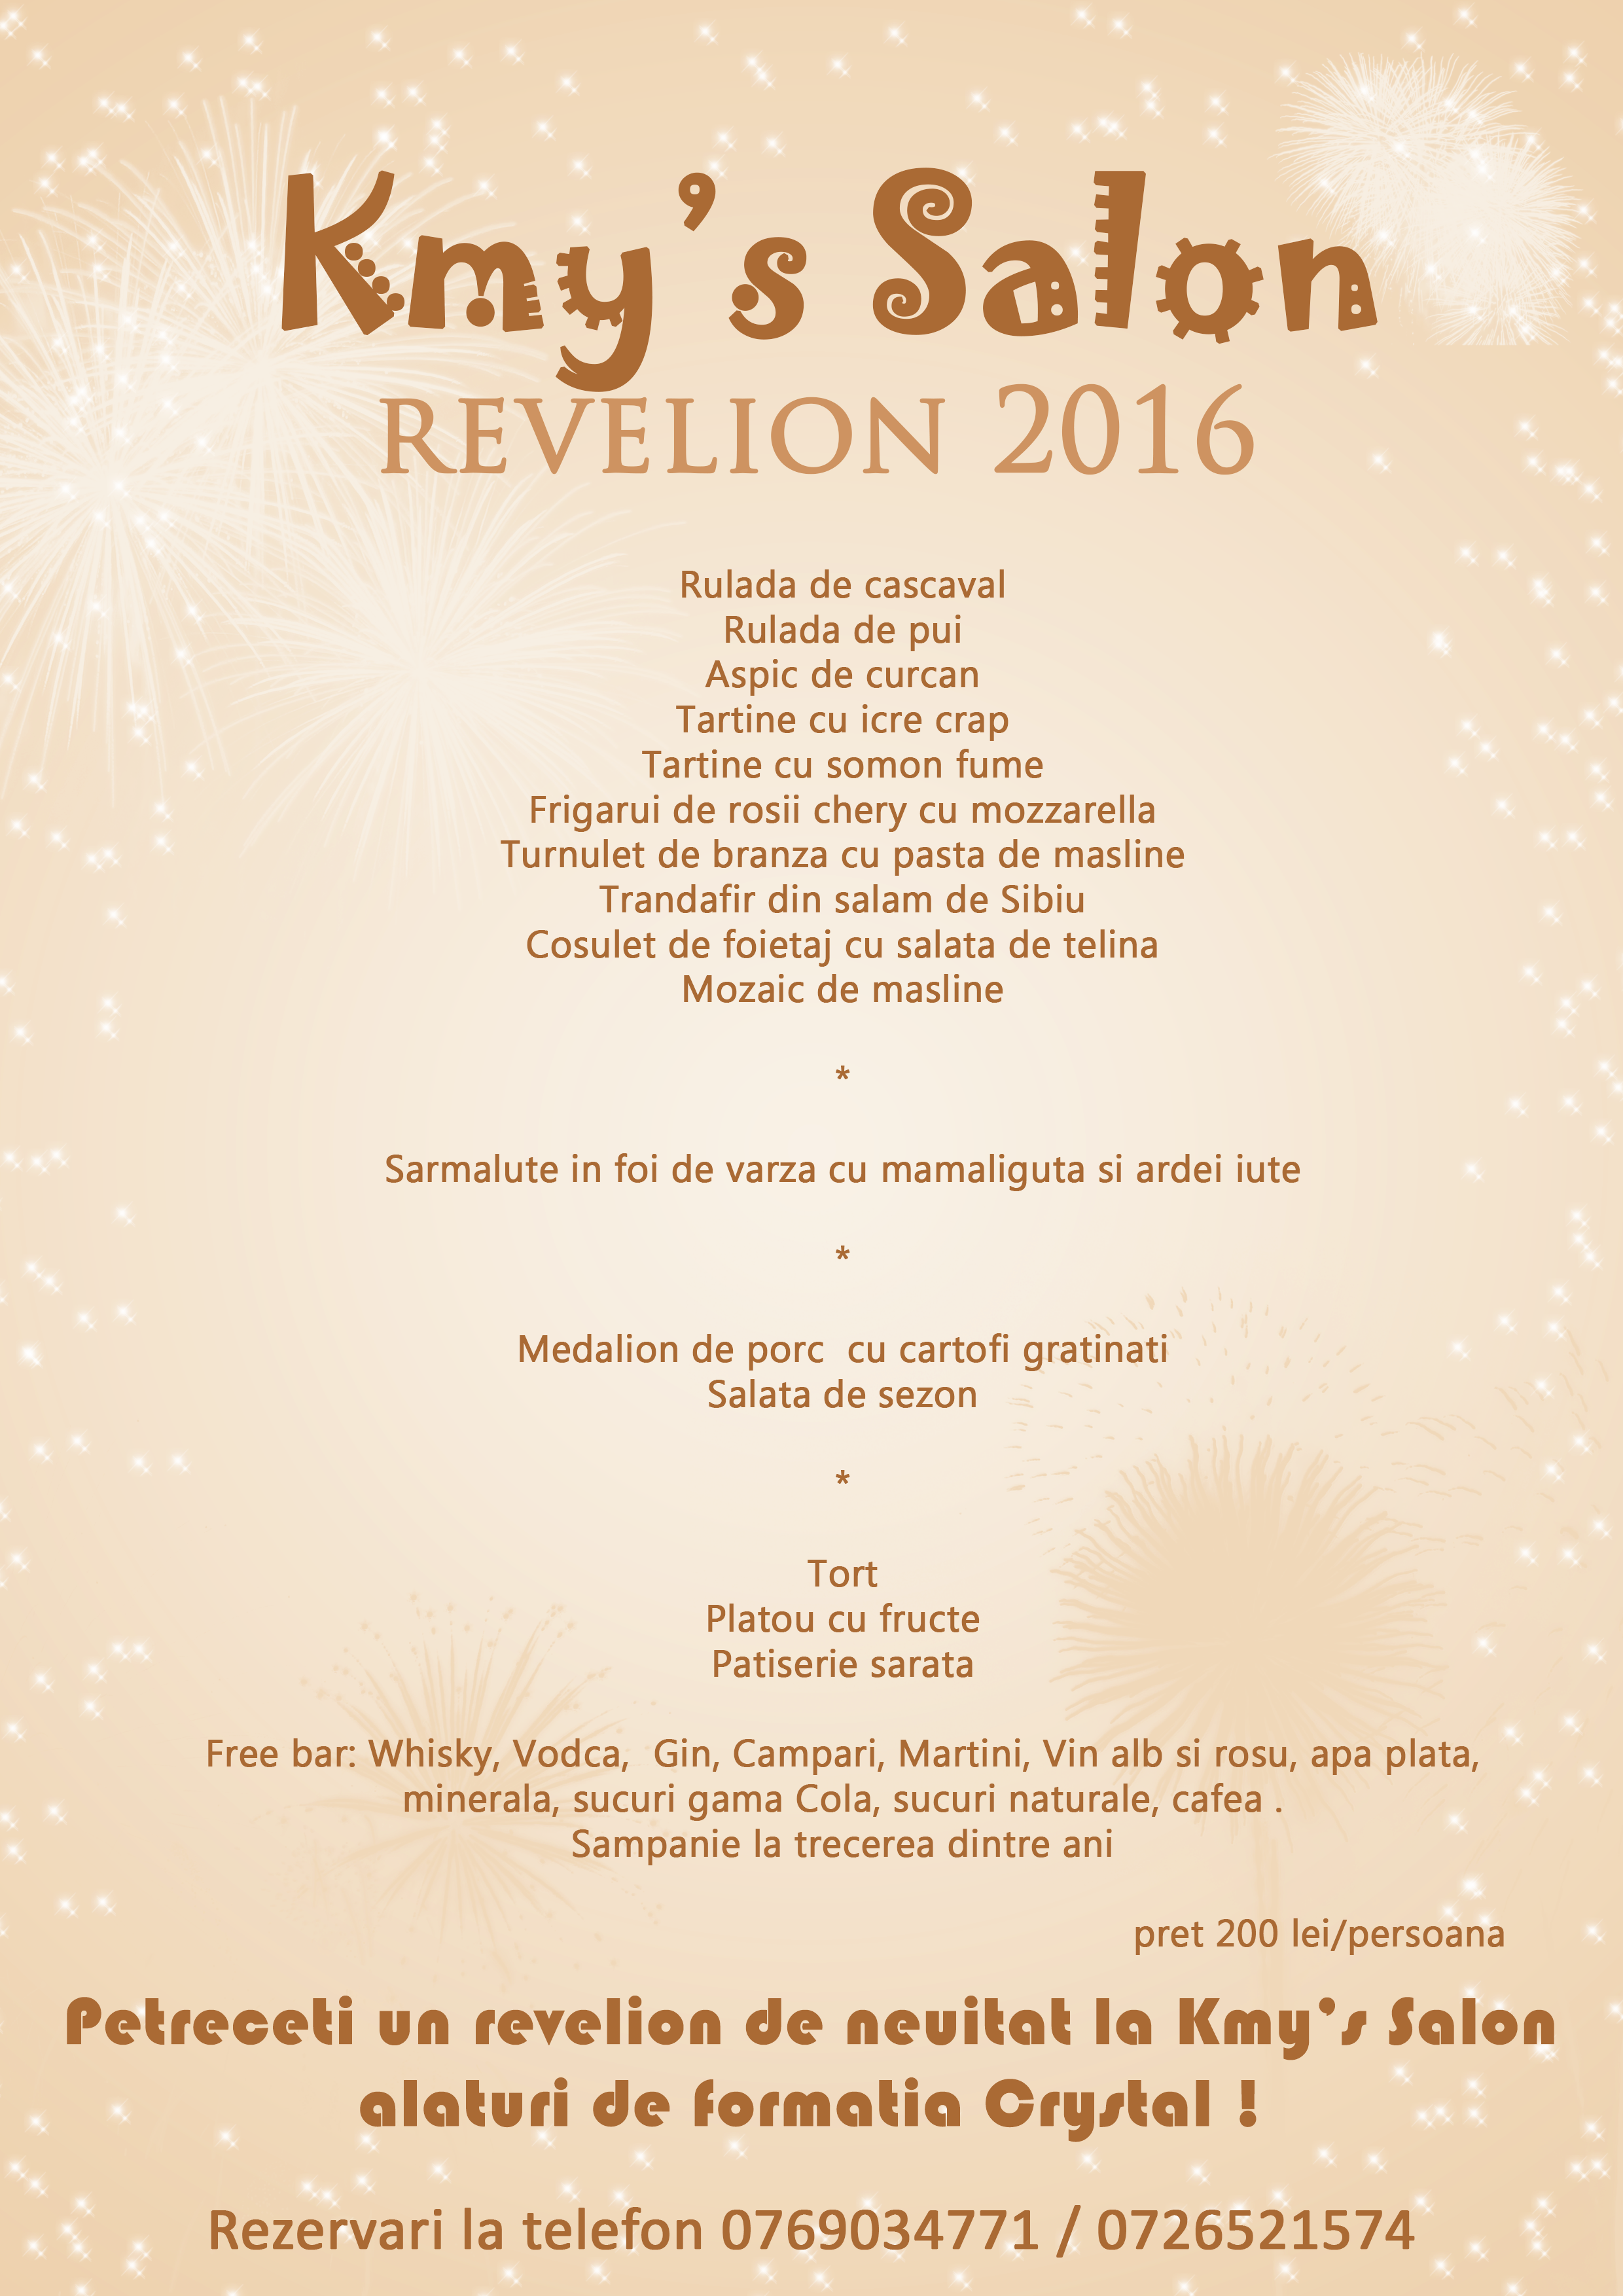 Kmy's Salon
REVELION 2016
Rulada de cascaval
Rulada de pui
Aspic de curcan
Tartine cu icre crap
Tartine cu somon fume
Frigarui de rosii chery cu mozzarella
Turnulet de branza cu pasta de masline
Trandafir din salam de Sibiu
Cosulet de foietaj cu salata de telina
Mozaic de masline
*
Sarmalute in foi de varza cu mamaliguta si ardei iute
*
Medalion de porc  cu cartofi gratinati
Salata de sezon
*
Tort
Platou cu fructe
Patiserie sarata
Free bar: Whisky, Vodca,  Gin, Campari, Martini, Vin alb si rosu, apa plata,
minerala, sucuri gama Cola, sucuri naturale, cafea .
Sampanie la trecerea dintre ani
pret 200 lei/persoana
Petreceti un revelion de neuitat la Kmy's Salon
alaturi de formatia Crystal !
Rezervari la telefon 0769034771 / 0726521574